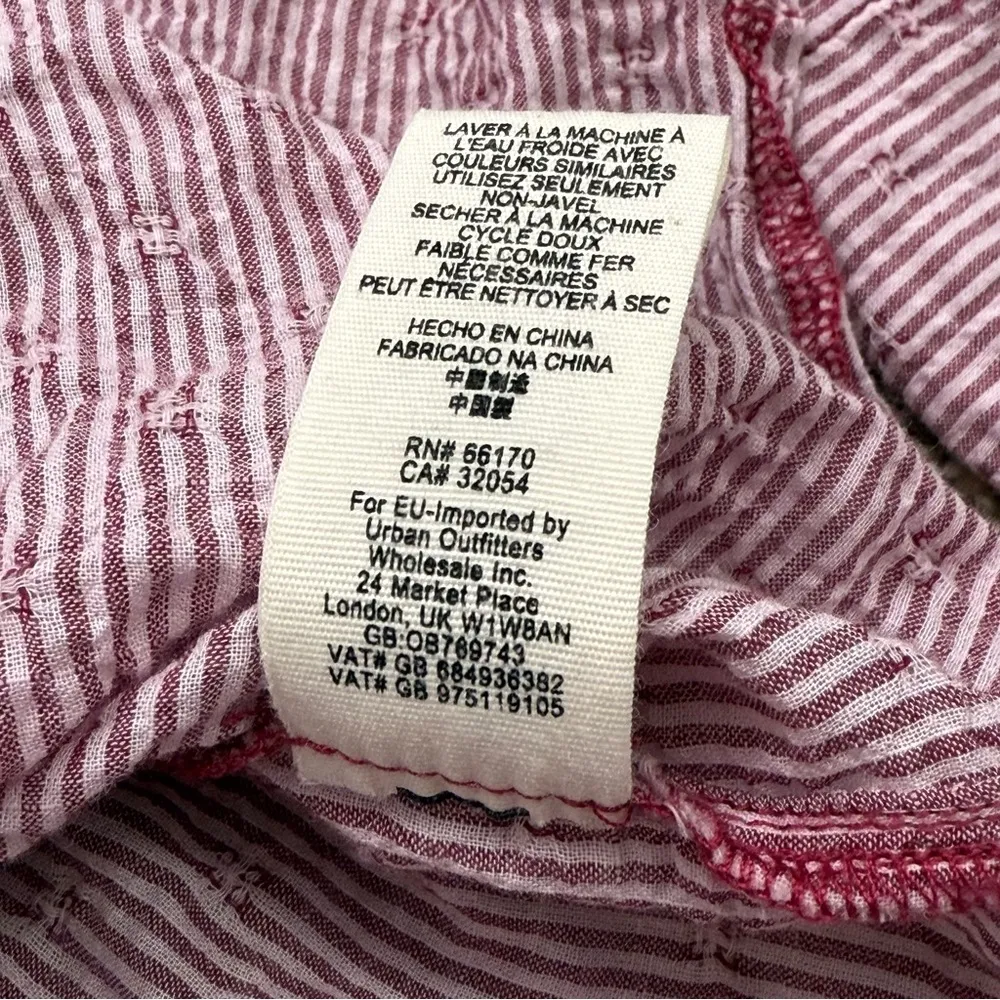 LAVER À LA MACHINE À
L'EAU FROIDE AVEC
COULEURS SIMILAIRES
UTILISEZ SEULEMENT
NON-JAVEL
SECHER À LA MACHINE
CYCLE DOUX
FAIBLE COMME FER
NÉCESSAIRES
PEUT ÊTRE NETTOYER À SEC
HECHO EN CHINA
FABRICADO NA CHINA
中國制造
中國製
RN# 66170
CA# 32054
For EU-Imported by
Urban Outfitters
Wholesale Inc.
24 Market Place
London, UK W1W8AN
GB:OB769743
VAT# GB 684936382
VAT# GB 975119105